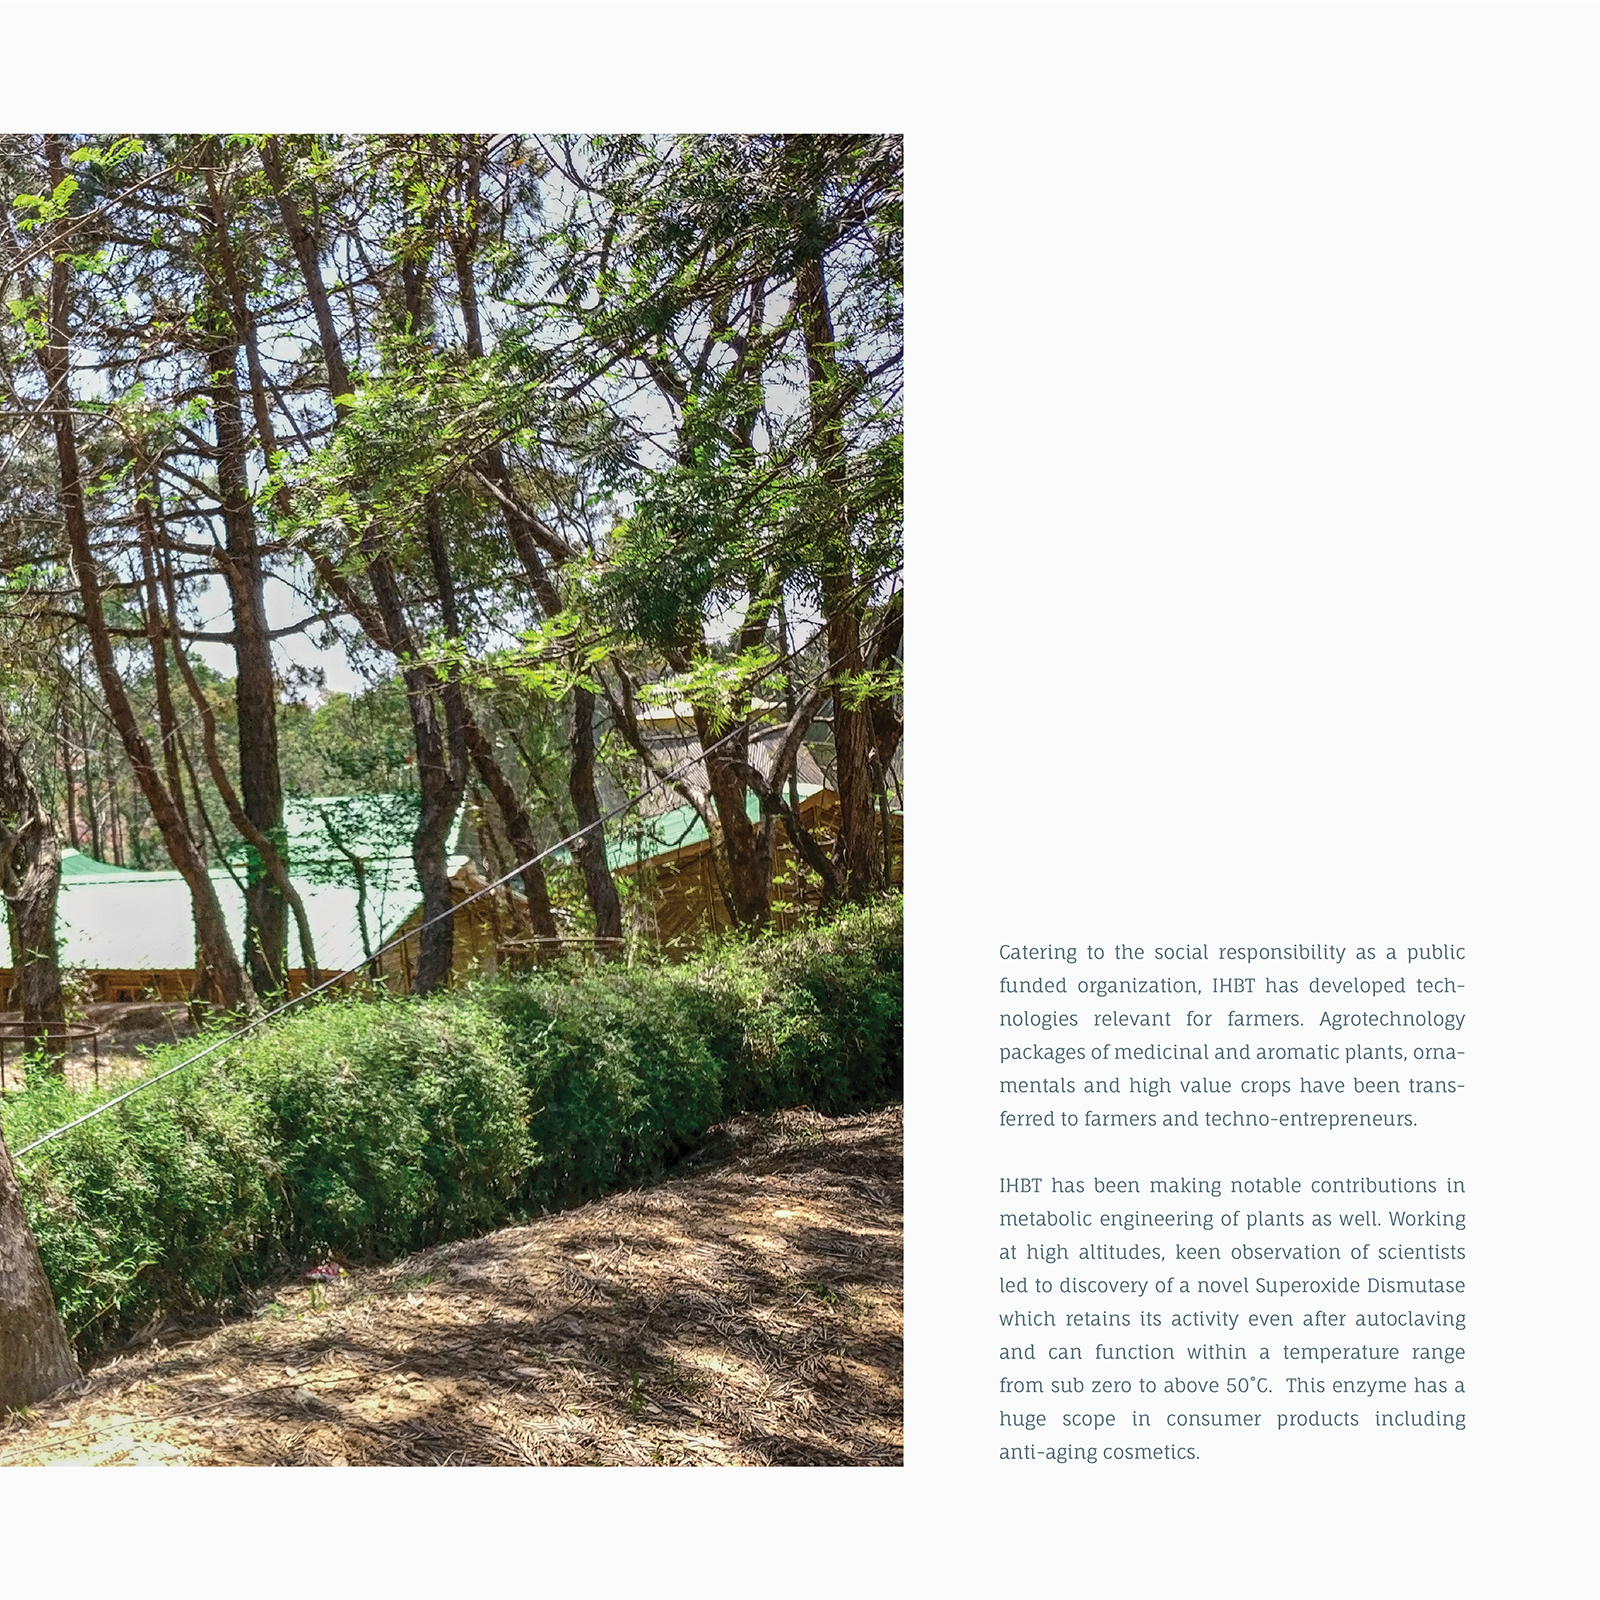 Catering to the social responsibility as a public
funded organization, IHBT has developed tech-
nologies relevant for farmers. Agrotechnology
packages of medicinal and aromatic plants, orna-
mentals and high value crops have been trans-
ferred to farmers and techno-entrepreneurs.
IHBT has been making notable contributions in
metabolic engineering of plants as well. Working
at high altitudes, keen observation of scientists
led to discovery of a novel Superoxide Dismutase
which retains its activity even after autoclaving
and can function within a temperature range
from sub zero to above 50˚C.  This enzyme has a
huge scope in consumer products including
anti-aging cosmetics.